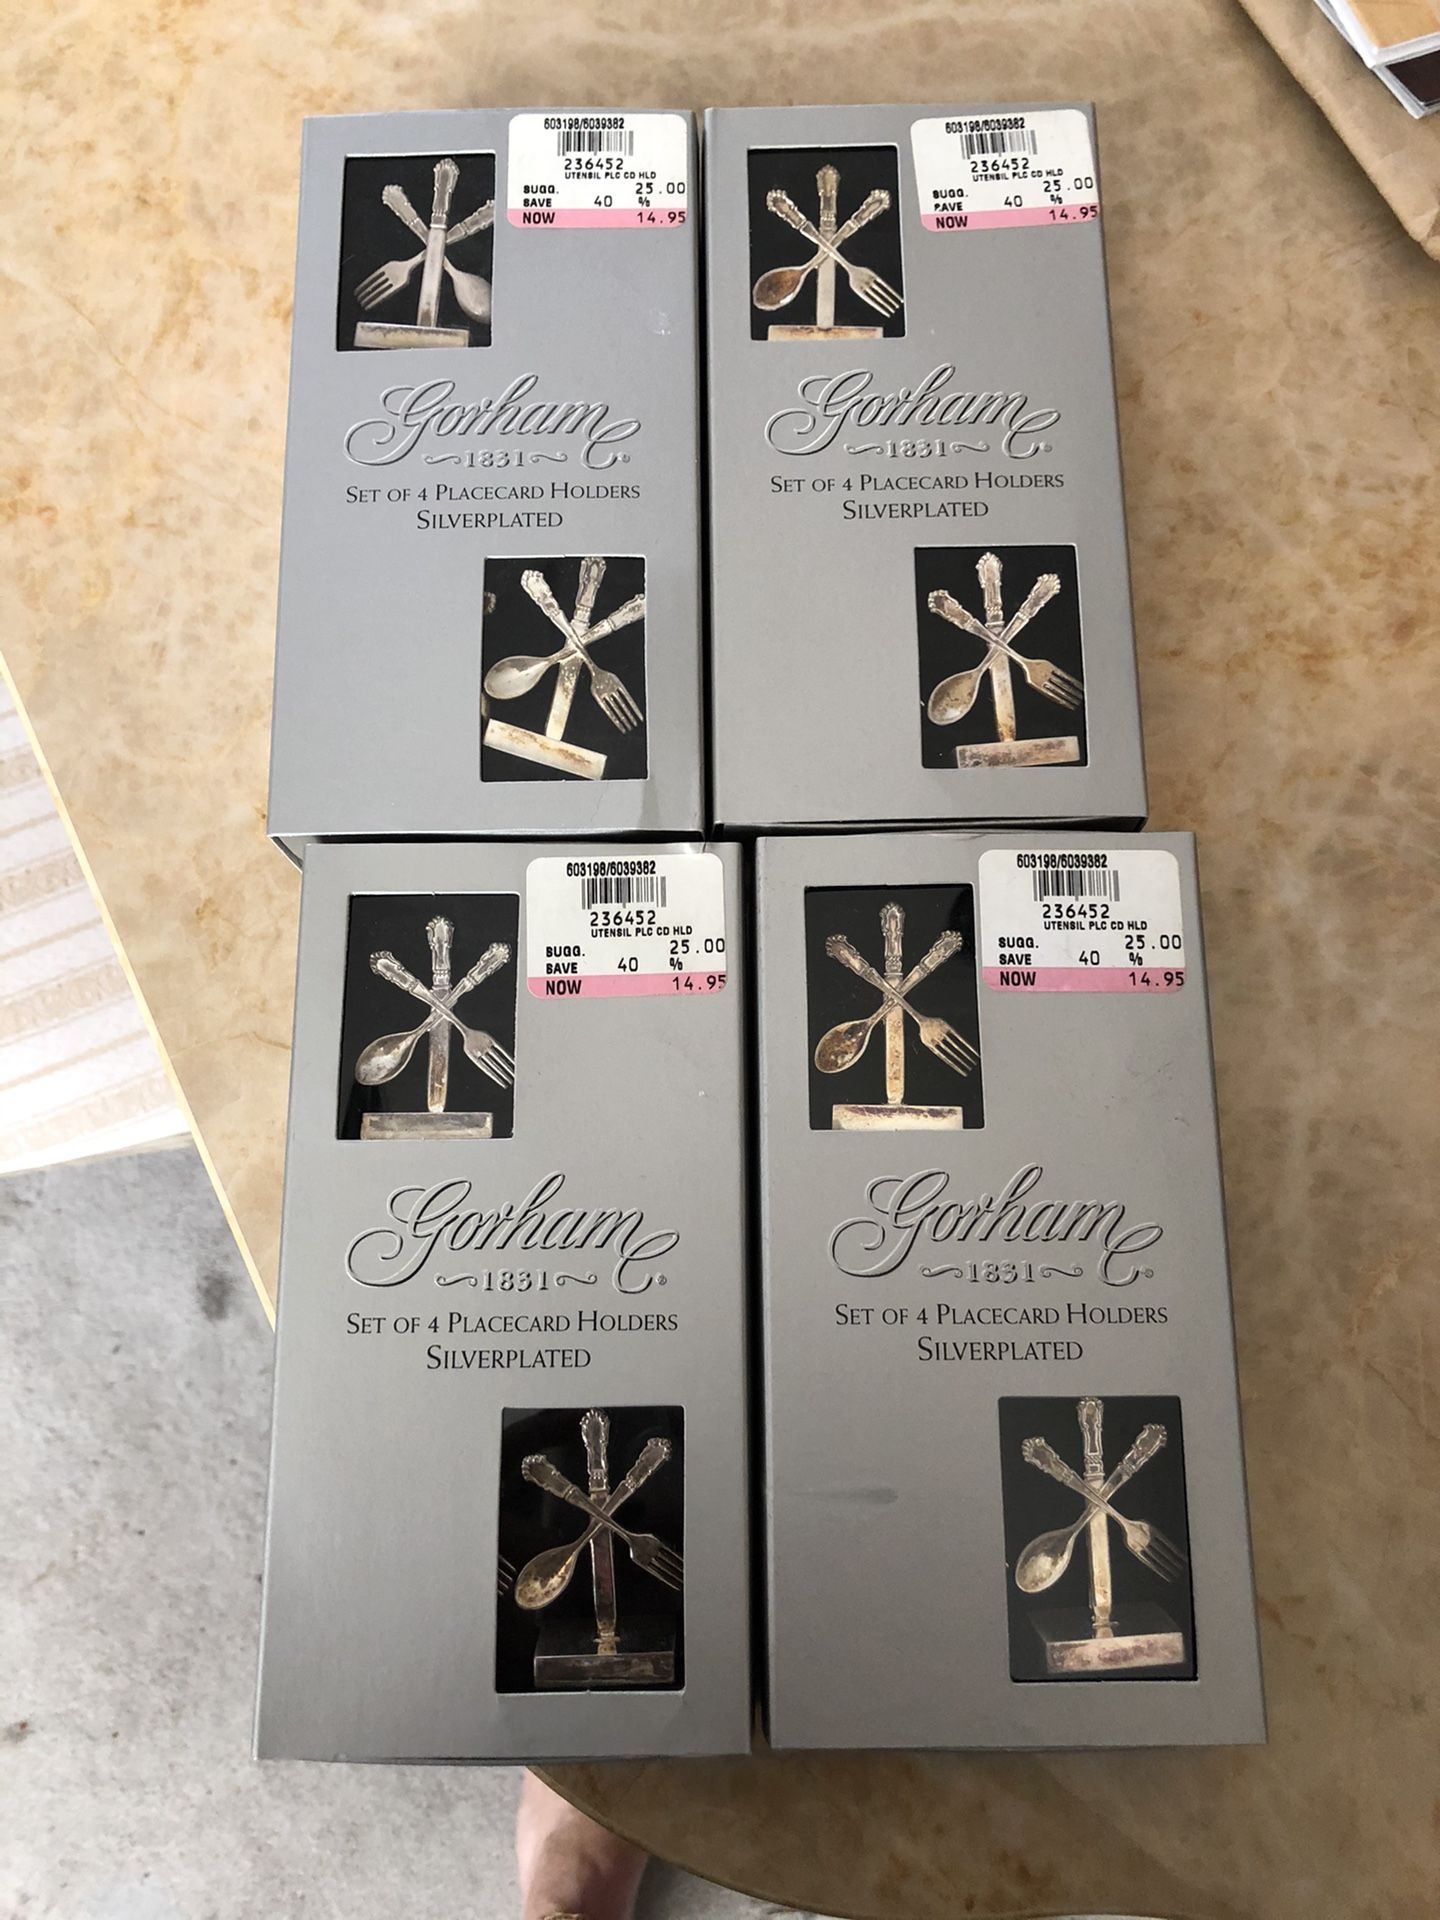 603198/6039382
236452
UTENSIL PLC CD HLD
SUGG. 25.00
SAVE 40 %
NOW 14.95
Gorham
1831
SET OF 4 PLACECARD HOLDERS
SILVERPLATED
603198/6039382
236452
UTENSIL PLC CD HLD
SUGG. 25.00
SAVE 40 %
NOW 14.95
Gorham
1831
SET OF 4 PLACECARD HOLDERS
SILVERPLATED
603198/6039382
236452
UTENSIL PLC CD HLD
SUGG. 25.00
SAVE 40 %
NOW 14.95
Gorham
1831
®
SET OF 4 PLACECARD HOLDERS
SILVERPLATED
603198/6039382
236452
UTENSIL PLC CD HLD
SUGG. 25.00
SAVE 40 %
NOW 14.95
Gorham
1831
SET OF 4 PLACECARD HOLDERS
SILVERPLATED